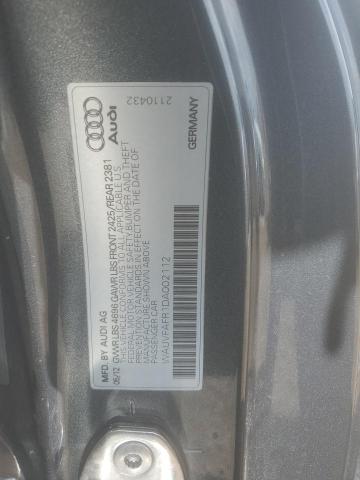 Audi
2110432
GERMANY
MFD. BY AUDI AG
05/12 GVWR LBS 4696 GAWR LBS FRONT 2425/REAR 2381
THIS VEHICLE CONFORMS TO ALL APPLICABLE U.S.
FEDERAL MOTOR VEHICLE SAFETY, BUMPER AND THEFT
PREVENTION STANDARDS IN EFFECT ON THE DATE OF
MANUFACTURE SHOWN ABOVE
PASSENGER CAR
WAUVFAFR1DA002112